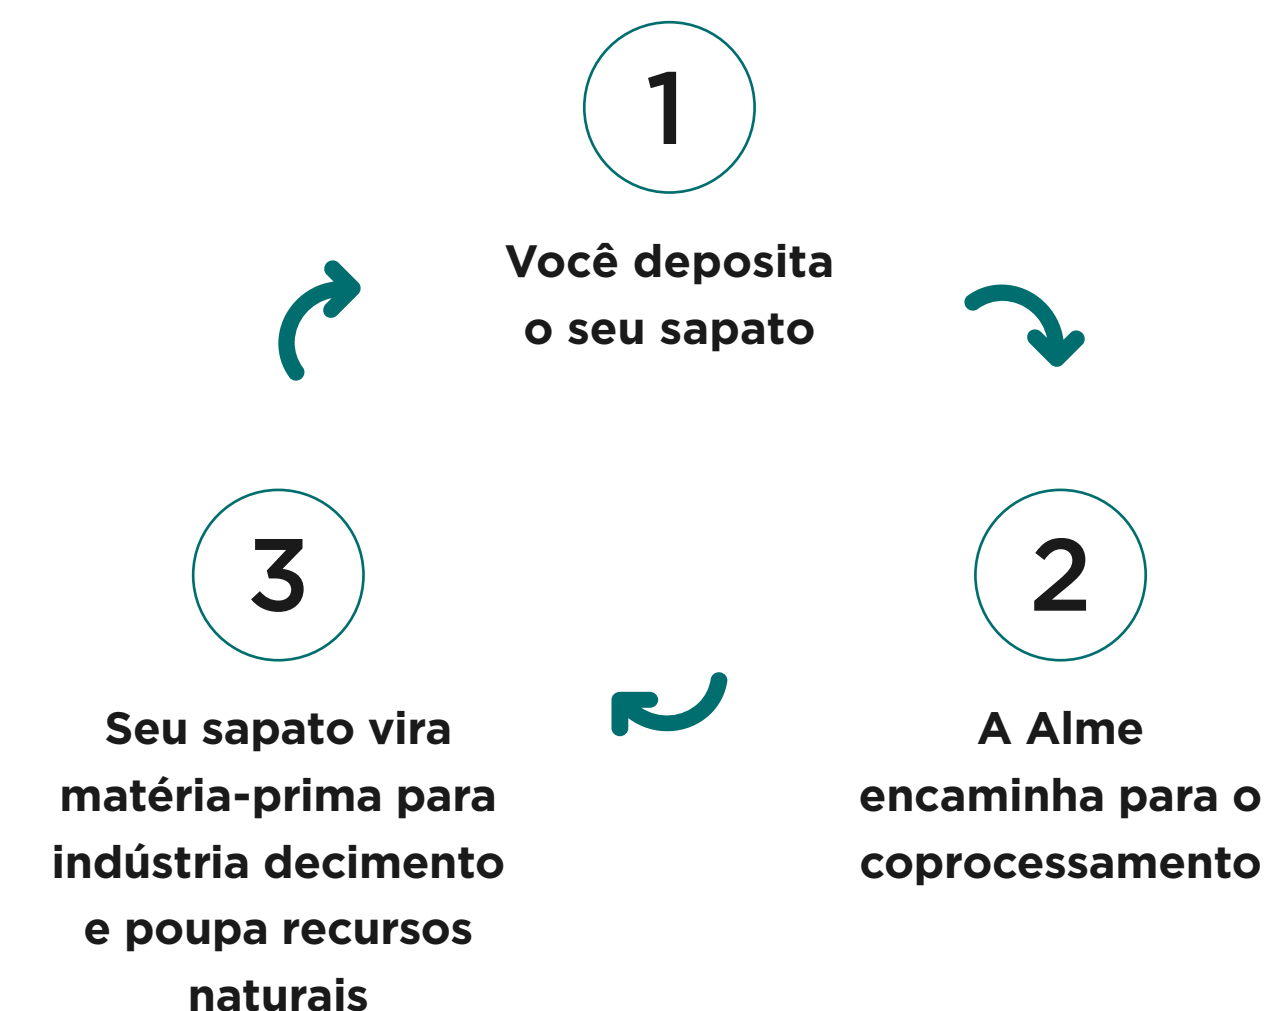 1
Você deposita
o seu sapato
2
A Alme
encaminha para o
coprocessamento
3
Seu sapato vira
matéria-prima para
indústria decimento
e poupa recursos
naturais